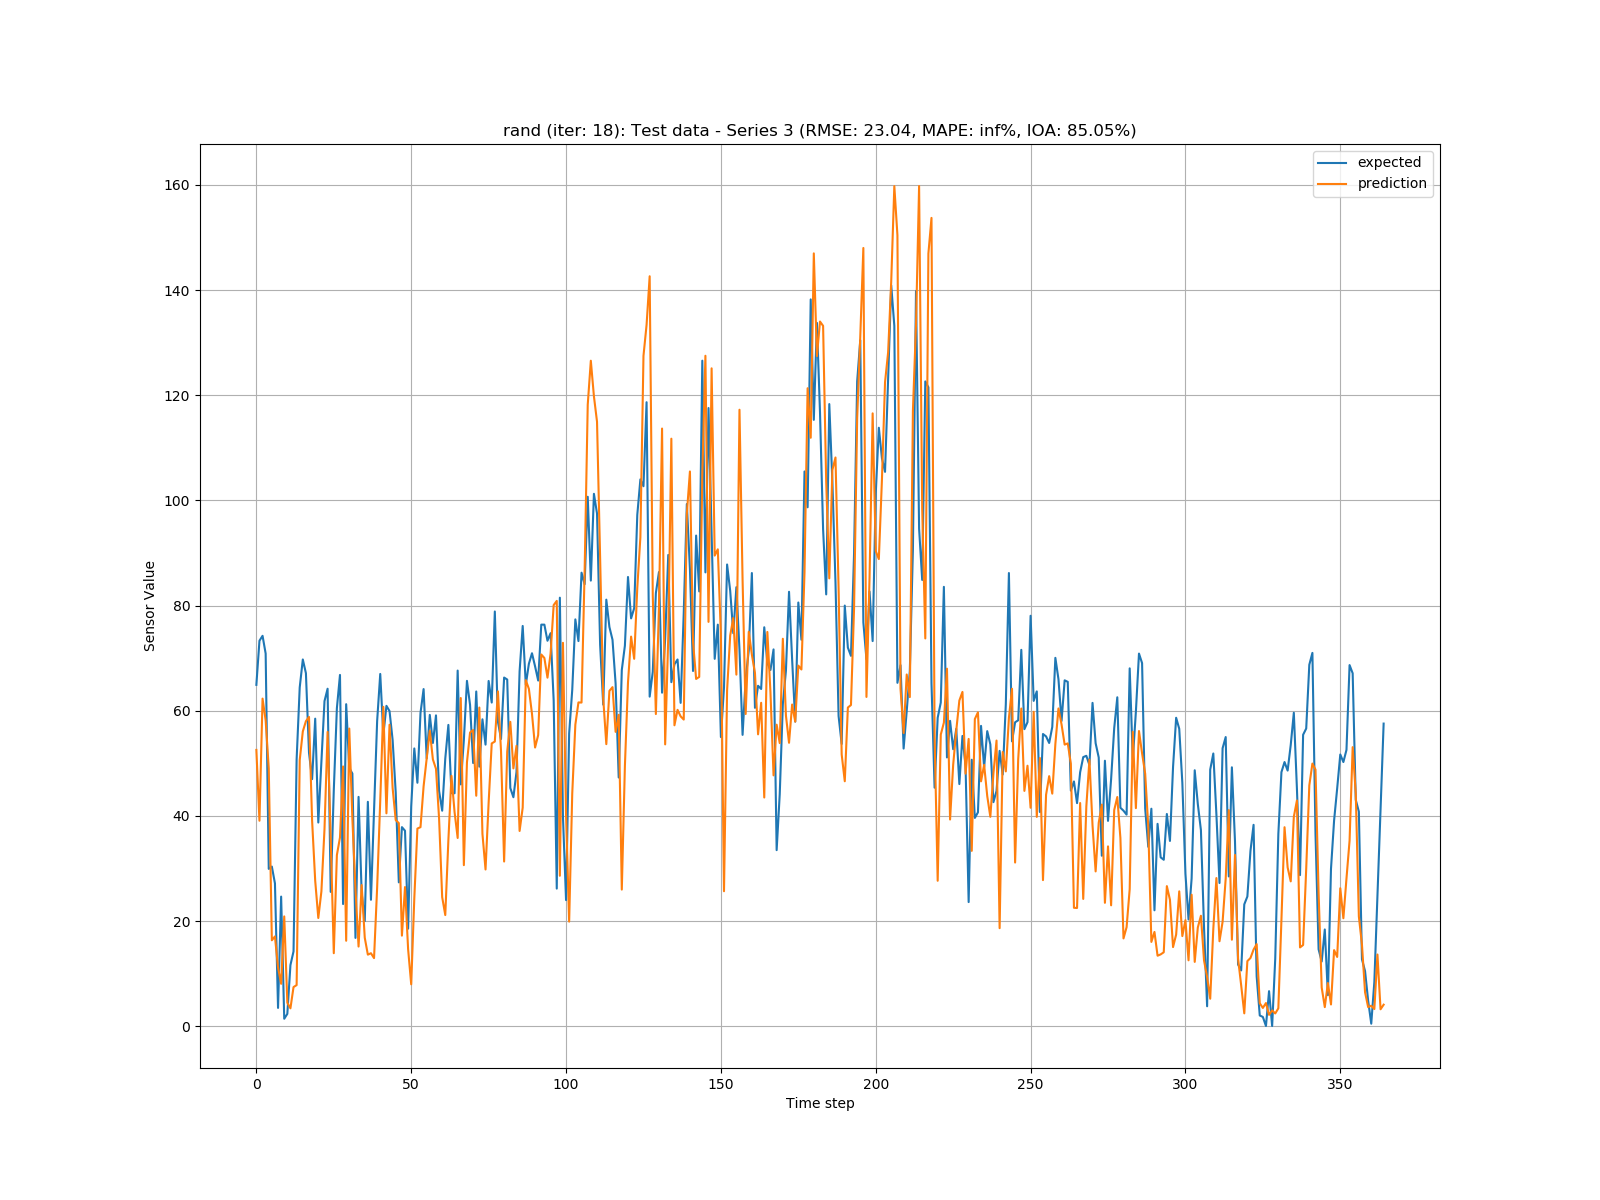 rand (iter: 18): Test data - Series 3 (RMSE: 23.04, MAPE: inf%, IOA: 85.05%)
expected
prediction
160
140
120
100
80
60
40
20
0
Sensor Value
0 50 100 150 200 250 300 350
Time step